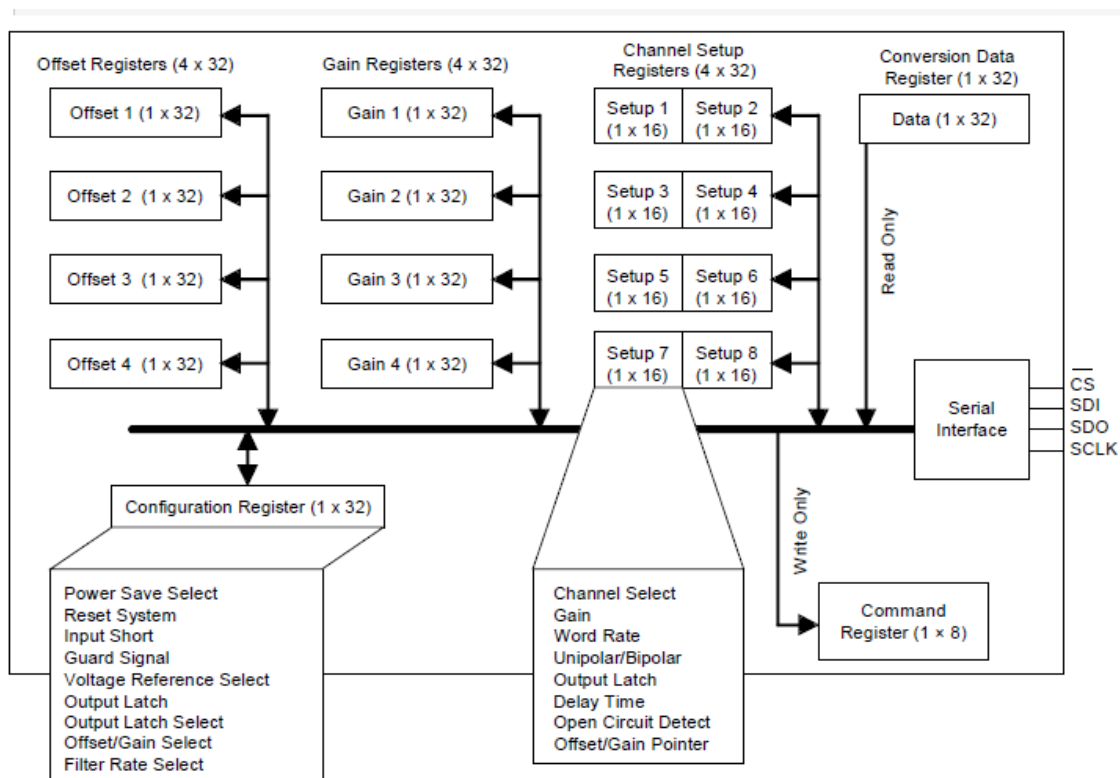 Offset Registers (4 x 32)
Offset 1 (1 x 32)
Offset 2 (1 x 32)
Offset 3 (1 x 32)
Offset 4 (1 x 32)
Gain Registers (4 x 32)
Gain 1 (1 x 32)
Gain 2 (1 x 32)
Gain 3 (1 x 32)
Gain 4 (1 x 32)
Channel Setup
Registers (4 x 32)
Setup 1
(1 x 16)
Setup 2
(1 x 16)
Setup 3
(1 x 16)
Setup 4
(1 x 16)
Setup 5
(1 x 16)
Setup 6
(1 x 16)
Setup 7
(1 x 16)
Setup 8
(1 x 16)
Conversion Data
Register (1 x 32)
Data (1 x 32)
Read Only
Serial
Interface
CS
SDI
SDO
SCLK
Configuration Register (1 x 32)
Power Save Select
Reset System
Input Short
Guard Signal
Voltage Reference Select
Output Latch
Output Latch Select
Offset/Gain Select
Filter Rate Select
Channel Select
Gain
Word Rate
Unipolar/Bipolar
Output Latch
Delay Time
Open Circuit Detect
Offset/Gain Pointer
Write Only
Command
Register (1 × 8)